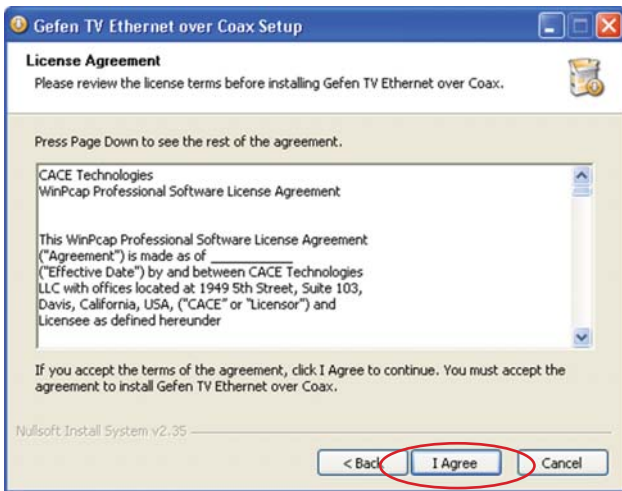 Gefen TV Ethernet over Coax Setup
License Agreement
Please review the license terms before installing Gefen TV Ethernet over Coax.
Press Page Down to see the rest of the agreement.
CACE Technologies
WinPcap Professional Software License Agreement
This WinPcap Professional Software License Agreement
("Agreement") is made as of ____________
("Effective Date") by and between CACE Technologies
LLC with offices located at 1949 5th Street, Suite 103,
Davis, California, USA, ("CACE" or "Licensor") and
Licensee as defined hereunder
If you accept the terms of the agreement, click I Agree to continue. You must accept the
agreement to install Gefen TV Ethernet over Coax.
Nullsoft Install System v2.35
< Back
I Agree
Cancel